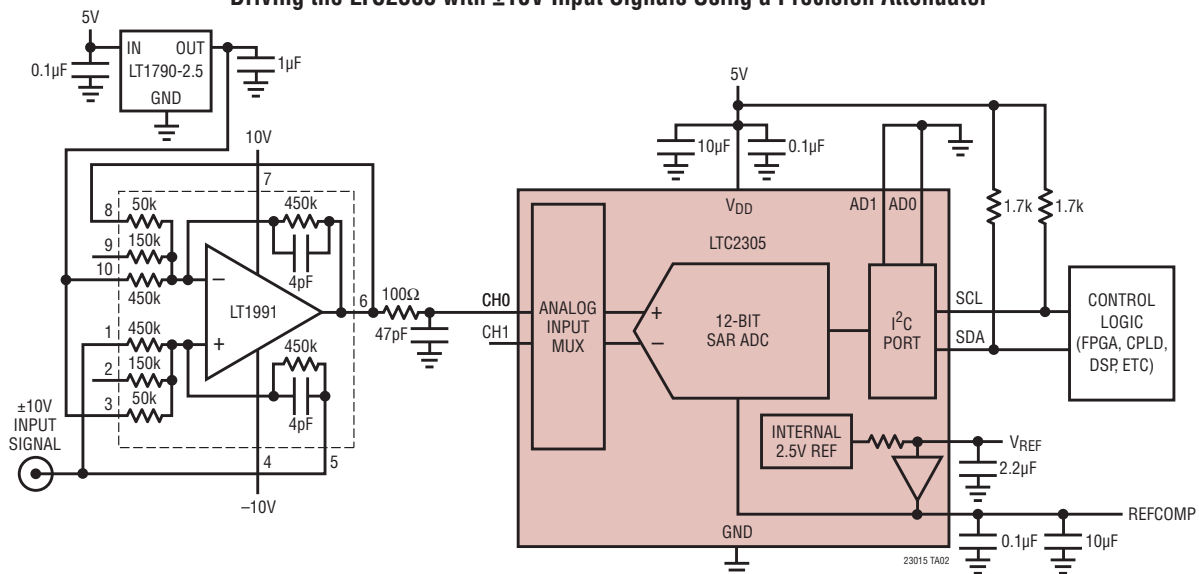 Driving the LTC2305 with ±10V Input Signals Using a Precision Attenuator
5V
0.1µF
IN OUT
LT1790-2.5
GND
1µF
10V
7
8 50k
9 150k
10
450k
450k
4pF
–
LT1991
+
6
1 450k
2 150k
3 50k
450k
4pF
4
5
–10V
±10V
INPUT
SIGNAL
100Ω
47pF
CH0
CH1
ANALOG
INPUT
MUX
5V
10µF
0.1µF
VDD
LTC2305
+
–
12-BIT
SAR ADC
AD1 AD0
I2C
PORT
1.7k 1.7k
SCL
SDA
CONTROL
LOGIC
(FPGA, CPLD,
DSP, ETC)
INTERNAL
2.5V REF
VREF
2.2µF
REFCOMP
0.1µF
10µF
GND
23015 TA02